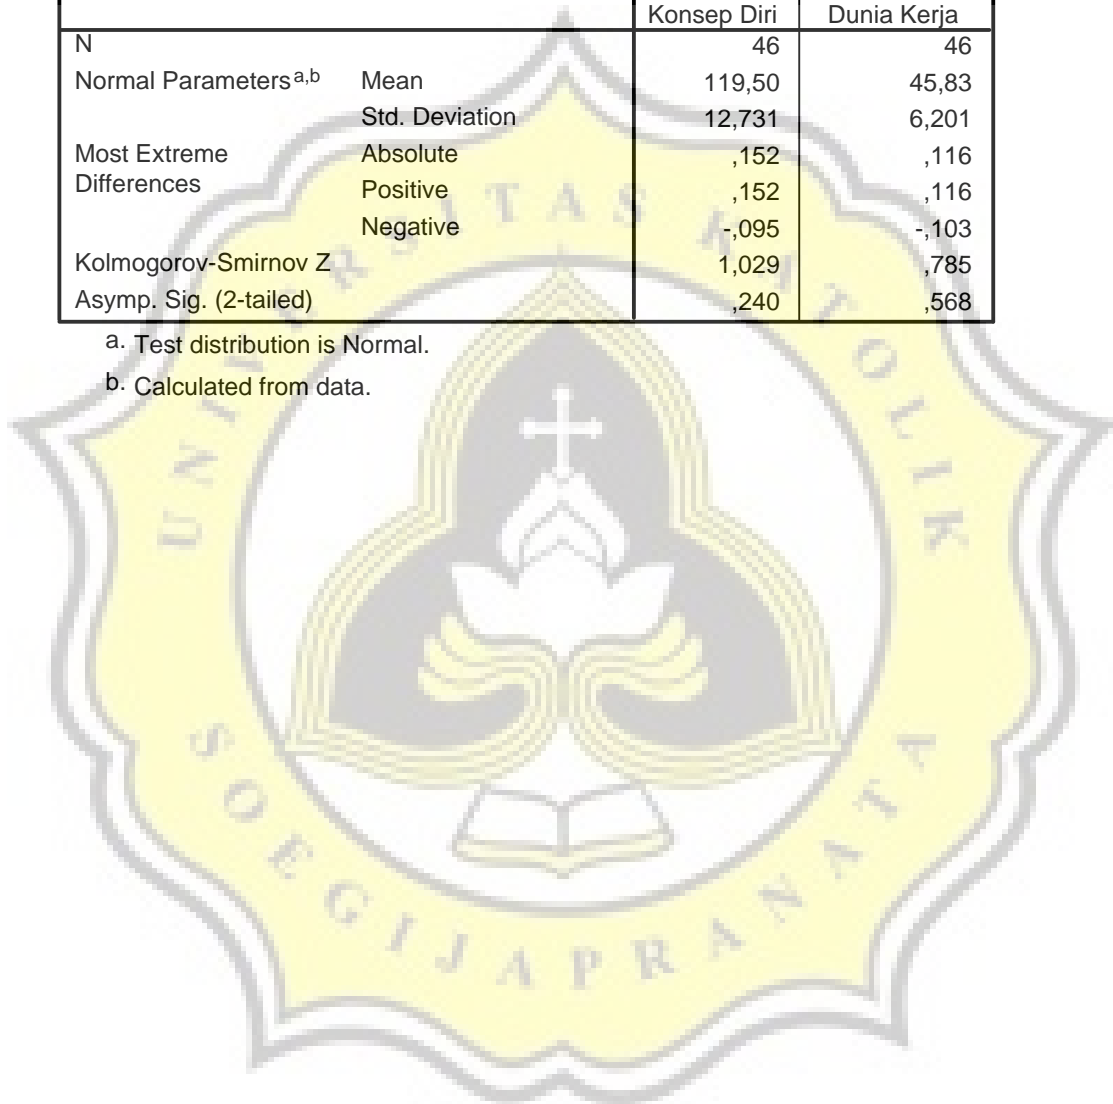 Konsep Diri Dunia Kerja
N 46 46
Normal Parameters a,b Mean 119,50 45,83
Std. Deviation 12,731 6,201
Most Extreme Differences Absolute ,152 ,116
Positive ,152 ,116
Negative -,095 -,103
Kolmogorov-Smirnov Z 1,029 ,785
Asymp. Sig. (2-tailed) ,240 ,568
a. Test distribution is Normal.
b. Calculated from data.
UNIVERSITAS KATOLIK
SOEGIJAPRANATA